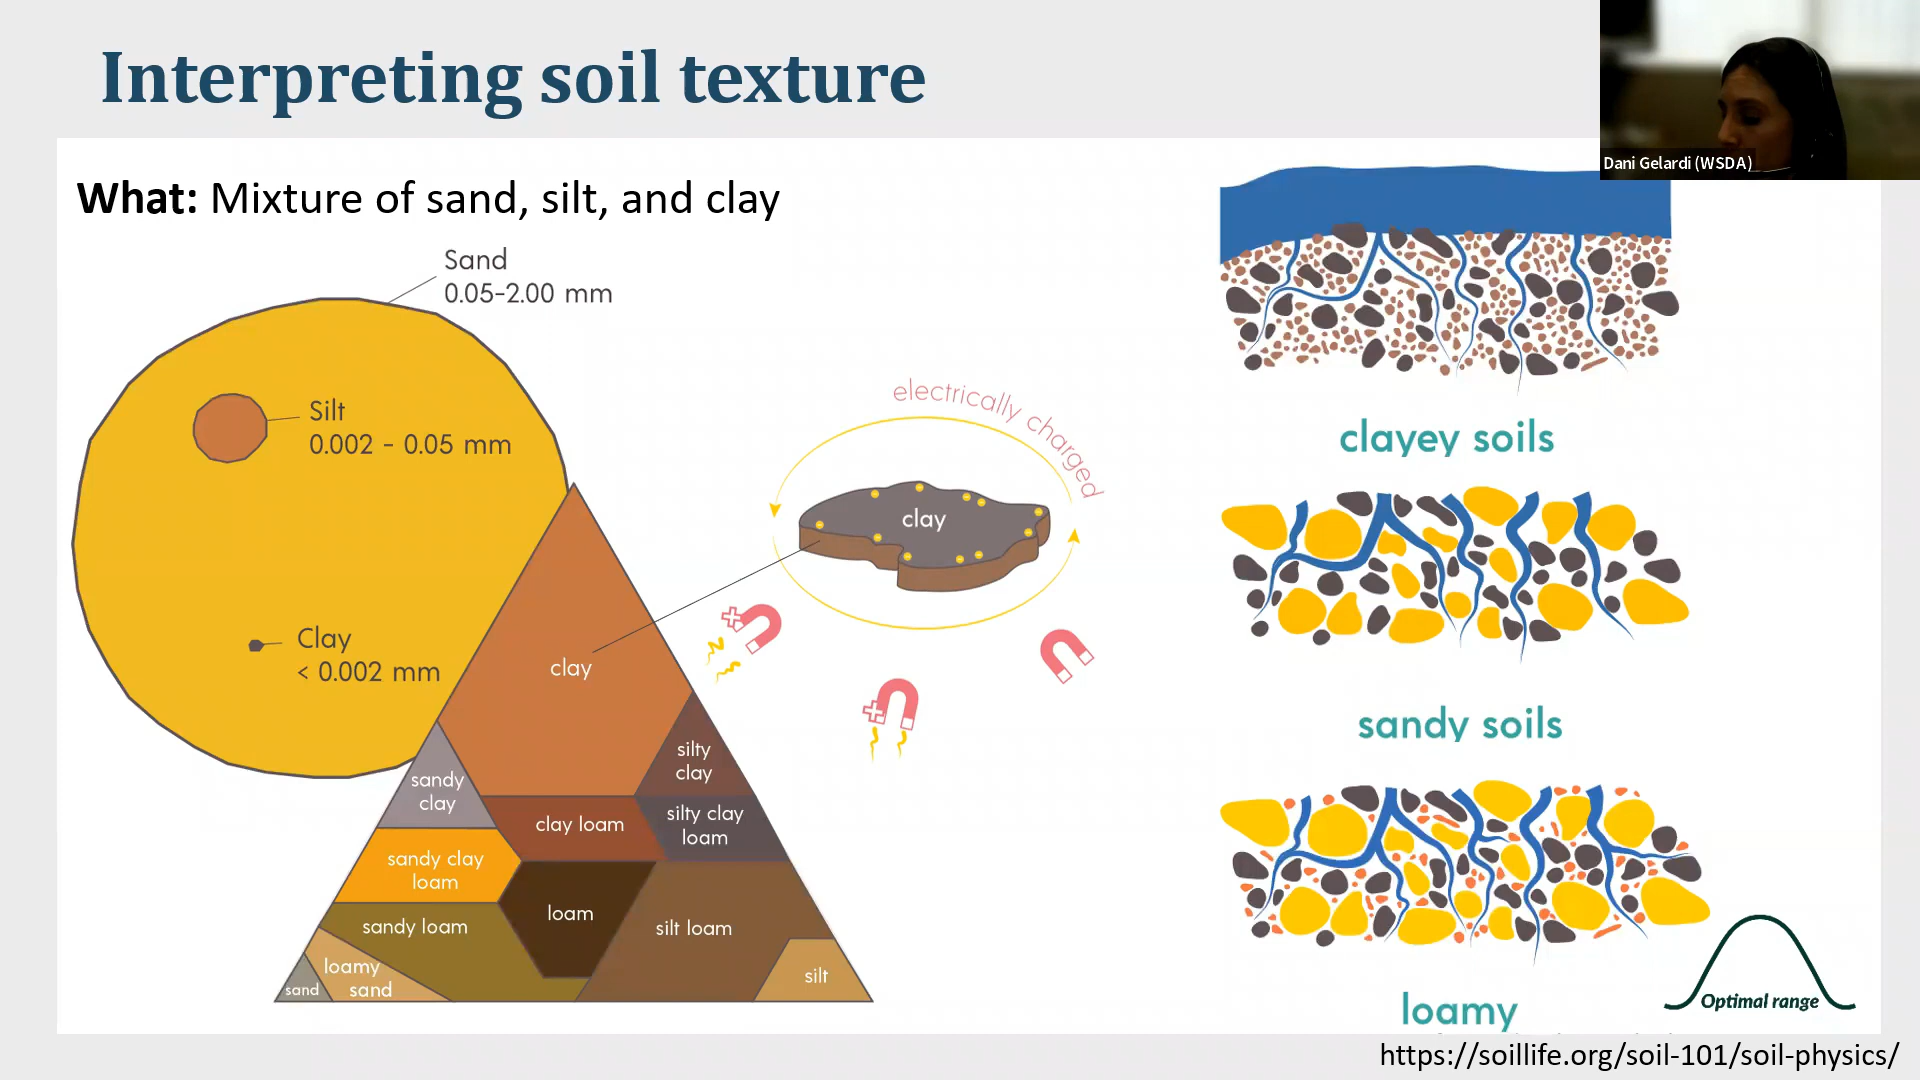 Interpreting soil texture
Dani Gelardi (WSDA)
What: Mixture of sand, silt, and clay
Sand
0.05-2.00 mm
Silt
0.002 - 0.05 mm
Clay
< 0.002 mm
electrically charged
clay
clay
silty
clay
sandy
clay
clay loam
silty clay
loam
sandy clay
loam
loam
sandy loam
silt loam
loamy
sand
sand
silt
clayey soils
sandy soils
loamy
Optimal range
https://soillife.org/soil-101/soil-physics/